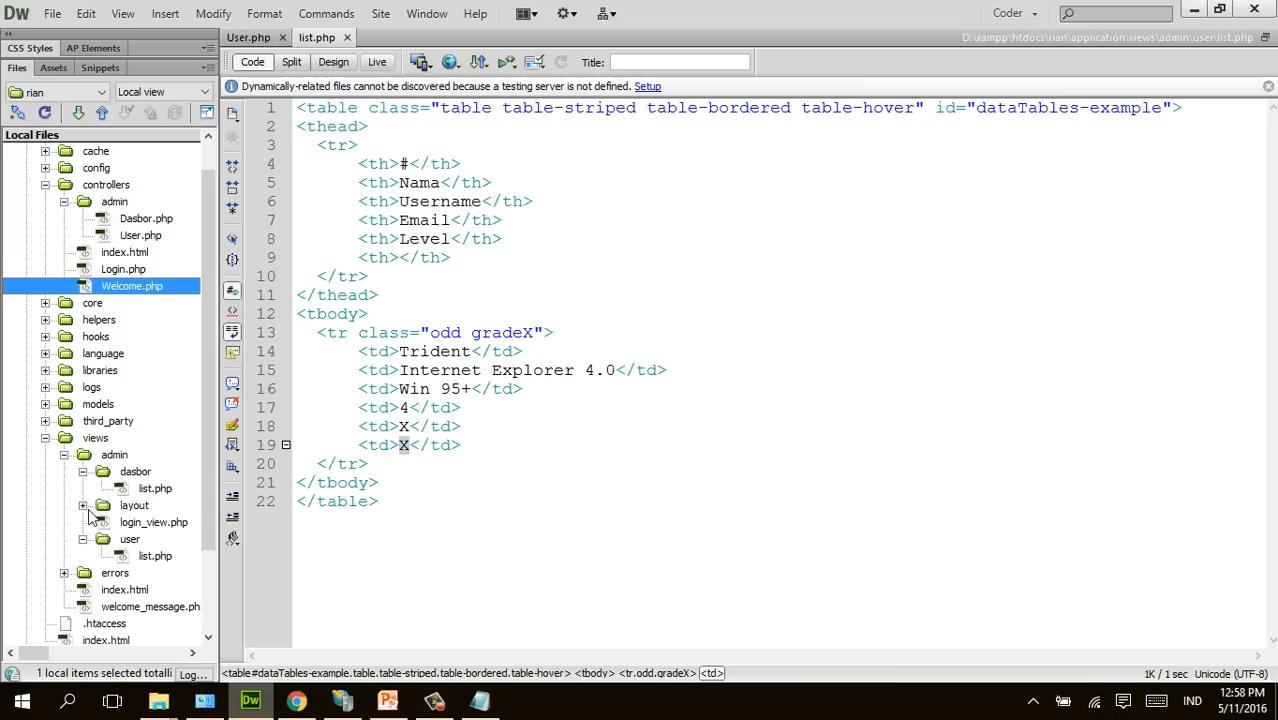 Dw File Edit View Insert Modify Format Commands Site Window Help Coder
CSS Styles AP Elements
User.php list.php
D:\xampp\htdocs\rian\application\views\admin\user\list.php
Files Assets Snippets
Code Split Design Live Title:
rian Local view
Dynamically-related files cannot be discovered because a testing server is not defined. Setup
Local Files
cache
config
controllers
admin
Dasbor.php
User.php
index.html
Login.php
Welcome.php
core
helpers
hooks
language
libraries
logs
models
third_party
views
admin
dasbor
list.php
layout
login_view.php
user
list.php
errors
index.html
welcome_message.ph
.htaccess
index.html
1 local items selected totalli Log...
1 <table class="table table-striped table-bordered table-hover" id="dataTables-example">
2 <thead>
3 <tr>
4 <th>#</th>
5 <th>Nama</th>
6 <th>Username</th>
7 <th>Email</th>
8 <th>Level</th>
9 <th></th>
10 </tr>
11 </thead>
12 <tbody>
13 <tr class="odd gradeX">
14 <td>Trident</td>
15 <td>Internet Explorer 4.0</td>
16 <td>Win 95+</td>
17 <td>4</td>
18 <td>X</td>
19 <td>X</td>
20 </tr>
21 </tbody>
22 </table>
<table#dataTables-example.table.table-striped.table-bordered.table-hover> <tbody> <tr.odd.gradeX> <td> 1K / 1 sec Unicode (UTF-8)
Dw IND 12:58 PM
5/11/2016